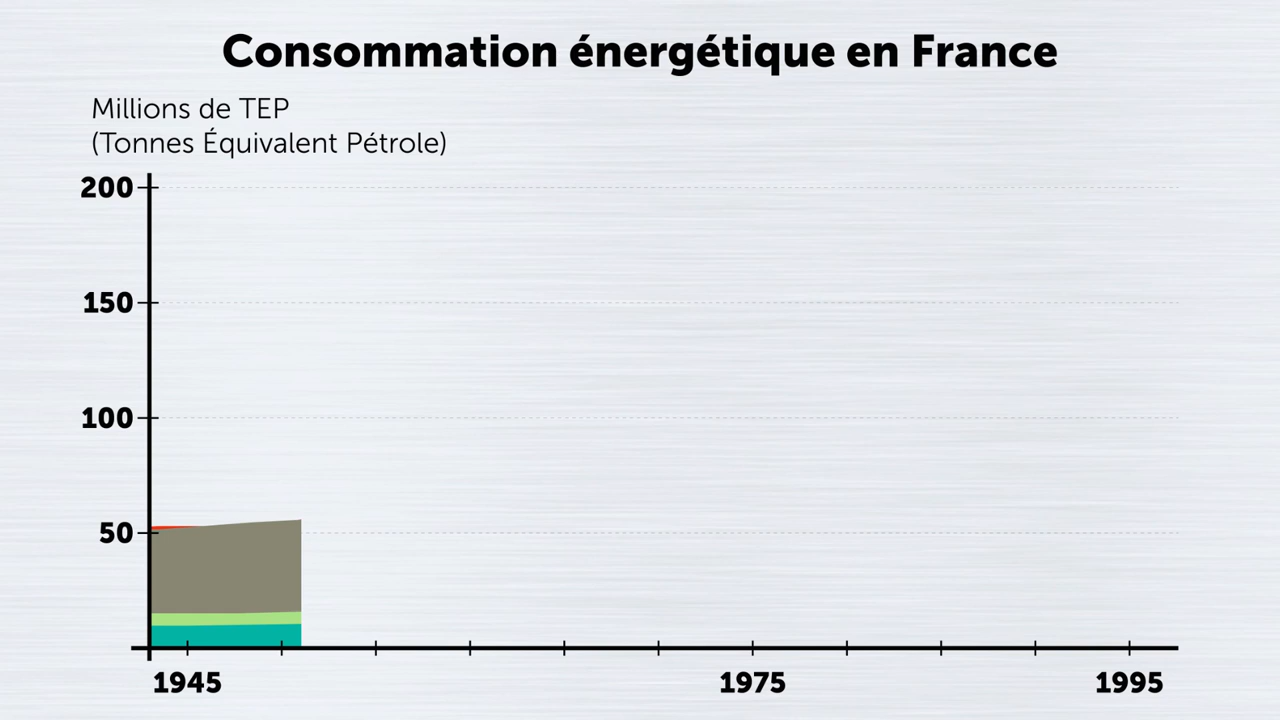 Consommation énergétique en France
Millions de TEP
(Tonnes Équivalent Pétrole)
200
150
100
50
1945
1975
1995